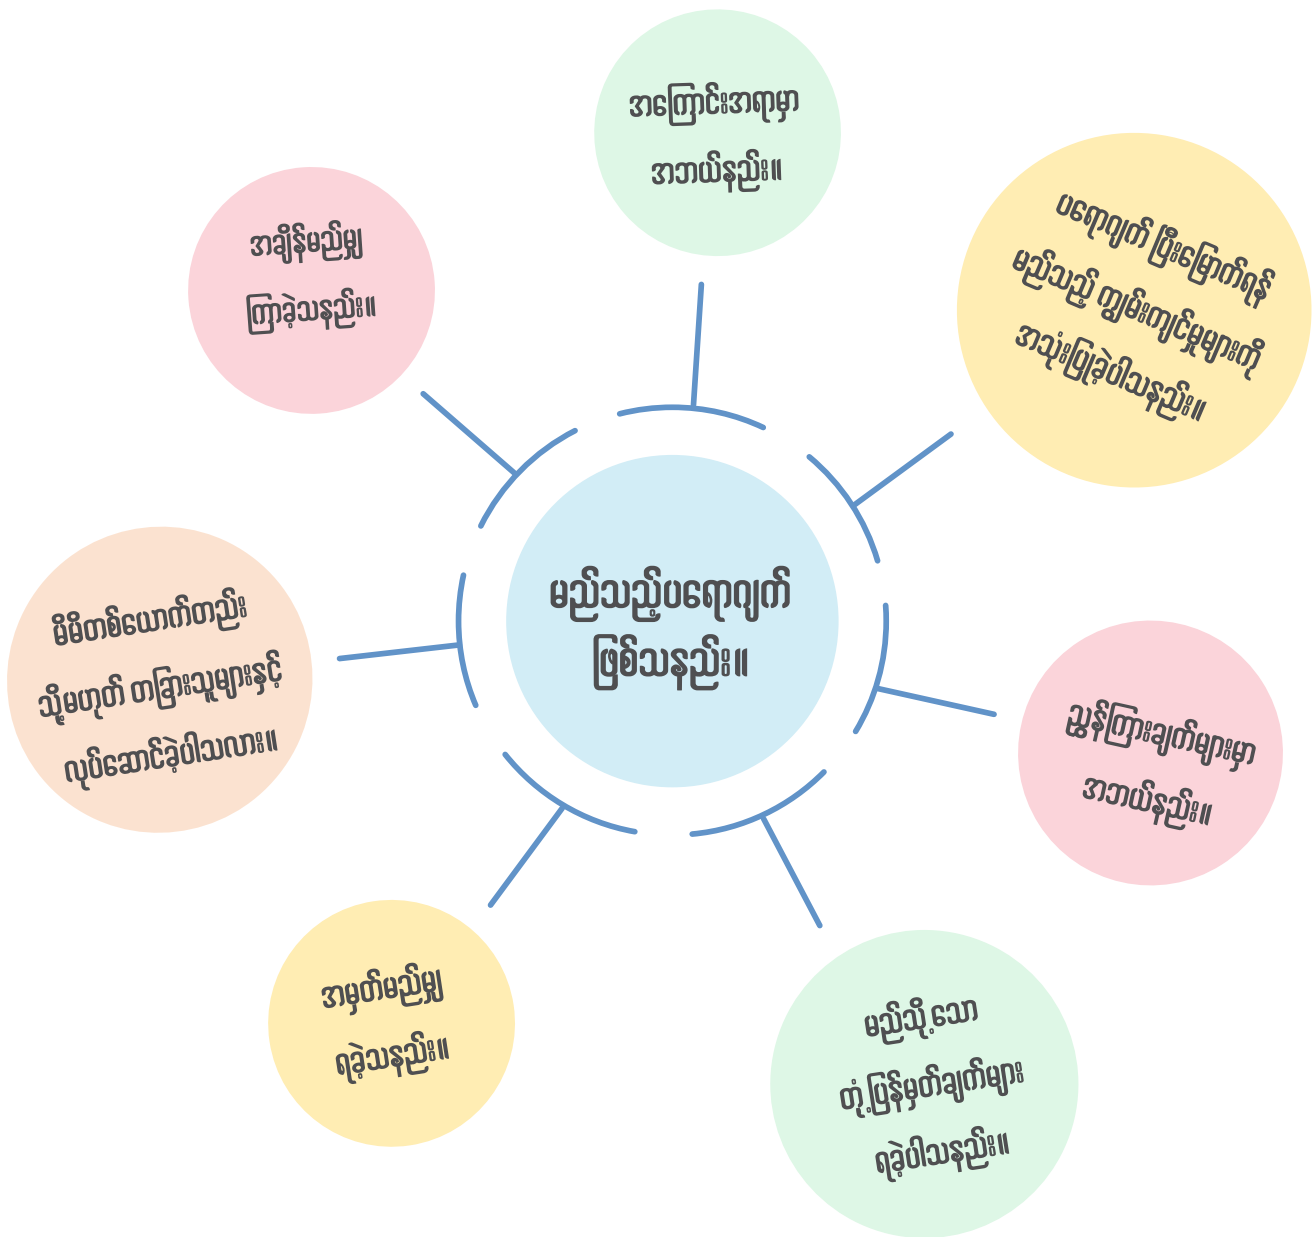 အကြောင်းအရာမှာ
အဘယ်နည်း။
ပရောဂျက် ပြီးမြောက်ရန်
မည်သည့် ကျွမ်းကျင်မှုများကို
အသုံးပြုခဲ့ပါသနည်း။
ညွှန်ကြားချက်များမှာ
အဘယ်နည်း။
မည်သို့သော
တုံ့ပြန်မှတ်ချက်များ
ရခဲ့ပါသနည်း။
အမှတ်မည်မျှ
ရခဲ့သနည်း။
မိမိတစ်ယောက်တည်း
သို့မဟုတ် တခြားသူများနှင့်
လုပ်ဆောင်ခဲ့ပါသလား။
အချိန်မည်မျှ
ကြာခဲ့သနည်း။
မည်သည့်ပရောဂျက်
ဖြစ်သနည်း။